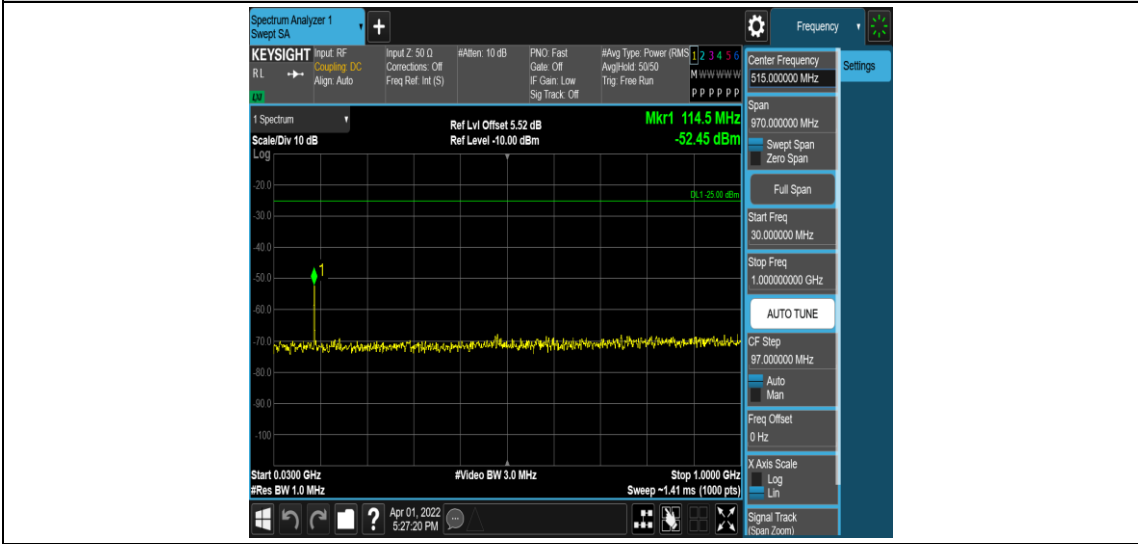 Spectrum Analyzer 1
Swept SA
+
Frequency
KEYSIGHT
RL
Input: RF
Coupling: DC
Align: Auto
Input Z: 50 Ω
Corrections: Off
Freq Ref: Int (S)
#Atten: 10 dB
PNO: Fast
Gate: Off
IF Gain: Low
Sig Track: Off
#Avg Type: Power (RMS
Avg|Hold: 50/50
Trig: Free Run
1 2 3 4 5 6
M W W W W W
P P P P P P
1 Spectrum
Scale/Div 10 dB
Log
Ref Lvl Offset 5.52 dB
Ref Level -10.00 dBm
Mkr1 114.5 MHz
-52.45 dBm
DL1 -25.00 dBm
1
-20.0
-30.0
-40.0
-50.0
-60.0
-70.0
-80.0
-90.0
-100
Start 0.0300 GHz
#Res BW 1.0 MHz
#Video BW 3.0 MHz
Stop 1.0000 GHz
Sweep ~1.41 ms (1000 pts)
?
Apr 01, 2022
5:27:20 PM
Center Frequency
515.000000 MHz
Settings
Span
970.000000 MHz
Swept Span
Zero Span
Full Span
Start Freq
30.000000 MHz
Stop Freq
1.000000000 GHz
AUTO TUNE
CF Step
97.000000 MHz
Auto
Man
Freq Offset
0 Hz
X Axis Scale
Log
Lin
Signal Track
(Span Zoom)